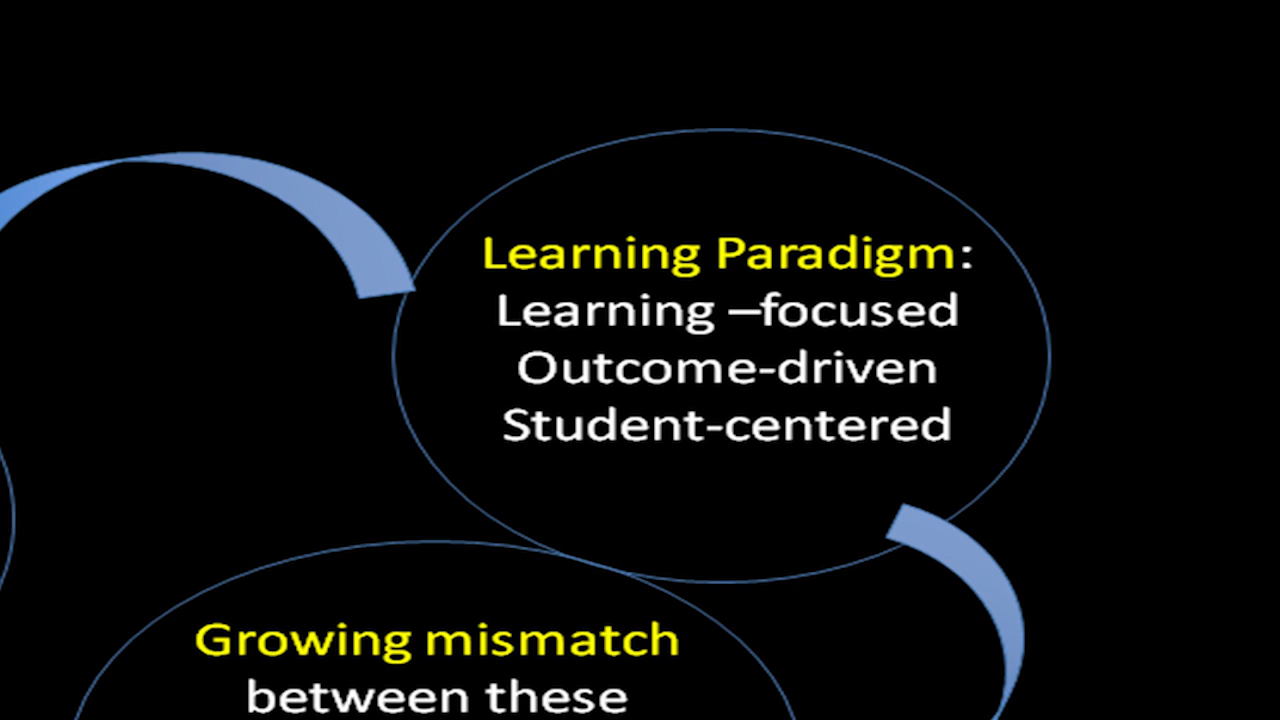 Learning Paradigm:
Learning –focused
Outcome-driven
Student-centered
Growing mismatch
between these